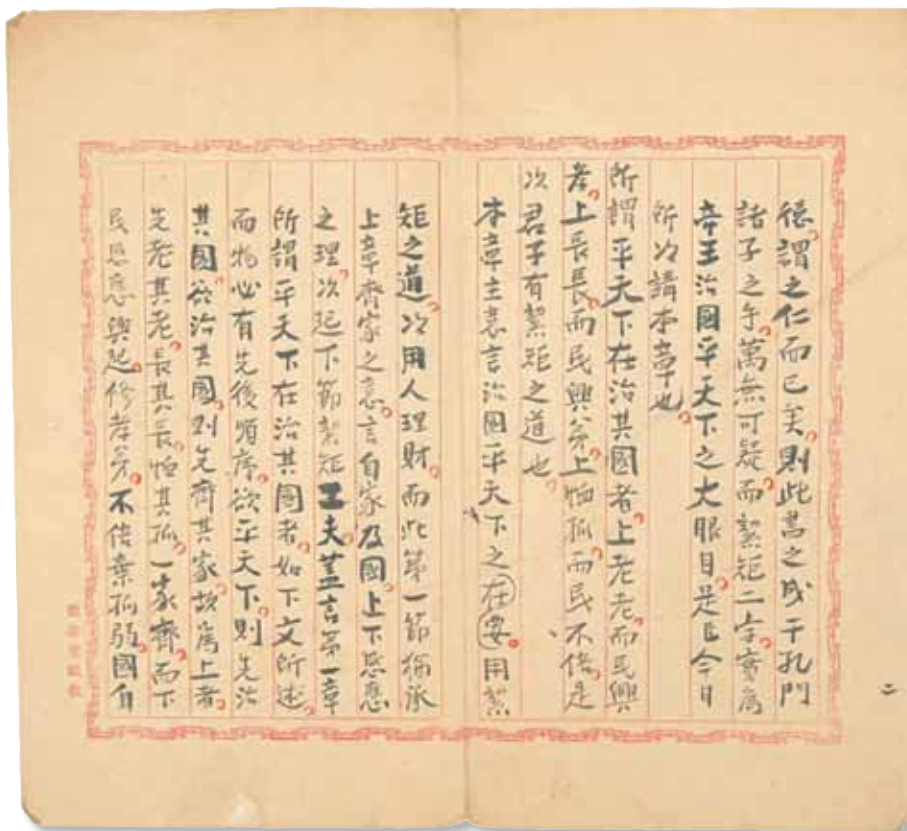 德謂之仁而已矣則此書之成于孔門
諸子之手萬無可疑而絜矩二字實爲
帝王治國平天下之大眼目是臣今日
所以講本章也
所謂平天下在治其國者上老老而民興
孝上長長而民興弟上恤孤而民不倍是
以君子有絜矩之道也
本章主意言治國平天下之在要用絜
矩之道以用人理財而此第一節猶承
上章齊家之意言自家及國上下感應
之理以起下節絜矩工夫蓋言第一章
所謂平天下在治其國者如下文所述
而物必有先後順序欲平天下則先治
其國欲治其國則先齊其家故爲上者
先老其老長其長恤其孤一家齊而下
民感應興起修孝弟不倍棄孤弱國自
二